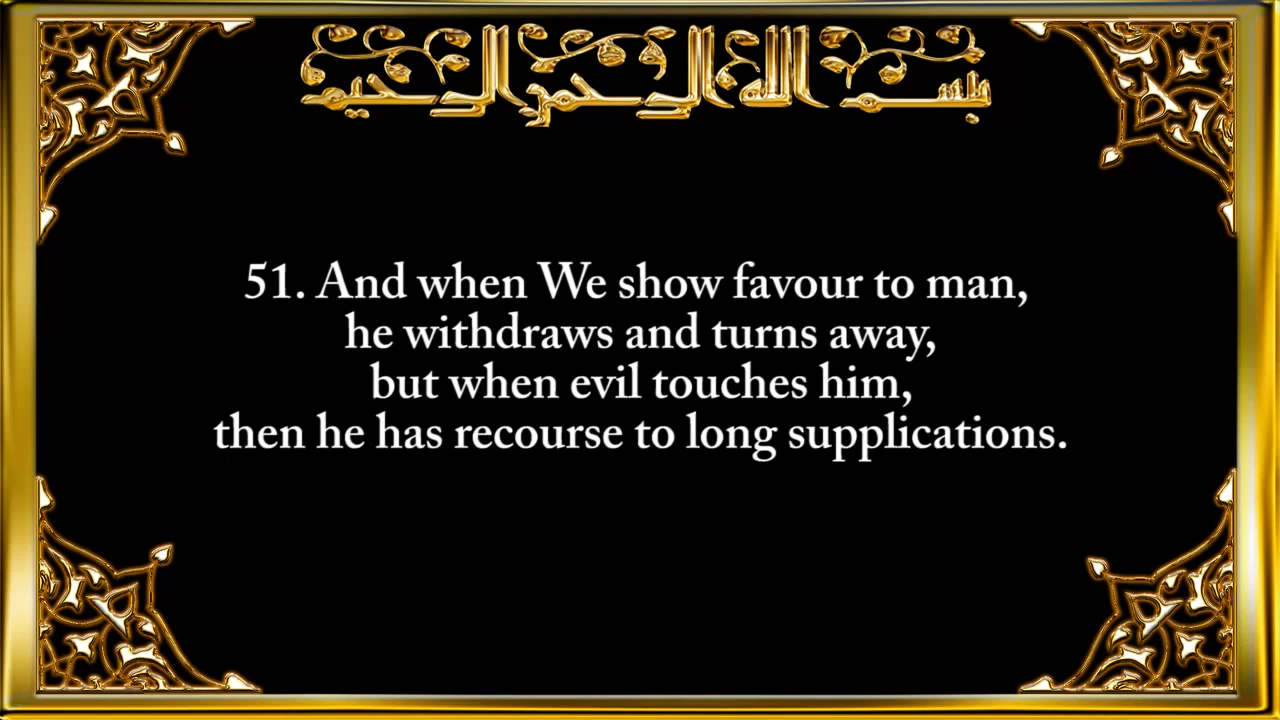 بسم الله الرحمن الرحيم
51. And when We show favour to man,
he withdraws and turns away,
but when evil touches him,
then he has recourse to long supplications.